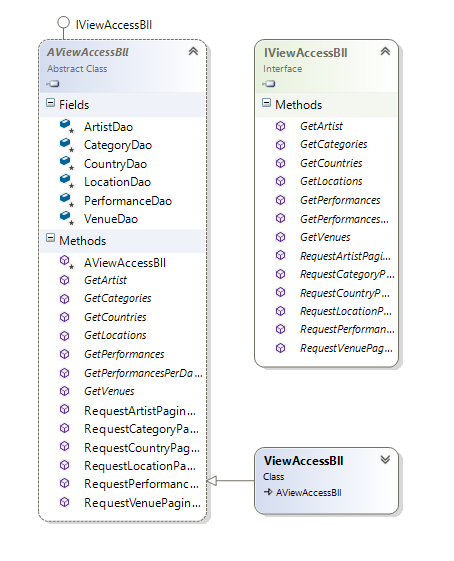 IViewAccessBll
AViewAccessBll
Abstract Class
Fields
ArtistDao
CategoryDao
CountryDao
LocationDao
PerformanceDao
VenueDao
Methods
AViewAccessBll
GetArtist
GetCategories
GetCountries
GetLocations
GetPerformances
GetPerformancesPerDa...
GetVenues
RequestArtistPagin...
RequestCategoryPa...
RequestCountryPag...
RequestLocationPa...
RequestPerformanc...
RequestVenuePagin...
IViewAccessBll
Interface
Methods
GetArtist
GetCategories
GetCountries
GetLocations
GetPerformances
GetPerformances...
GetVenues
RequestArtistPagi...
RequestCategoryP...
RequestCountryP...
RequestLocationP...
RequestPerforman...
RequestVenuePag...
ViewAccessBll
Class
AViewAccessBll